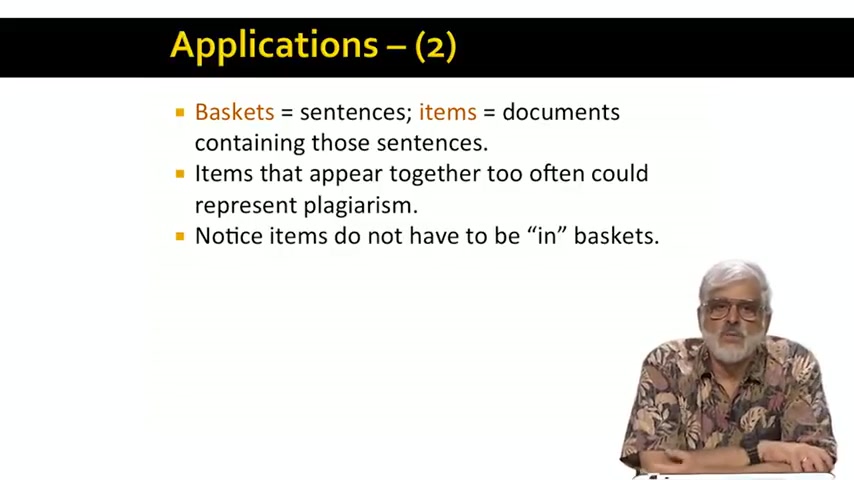 Applications – (2)
Baskets = sentences; items = documents
containing those sentences.
Items that appear together too often could
represent plagiarism.
Notice items do not have to be “in” baskets.